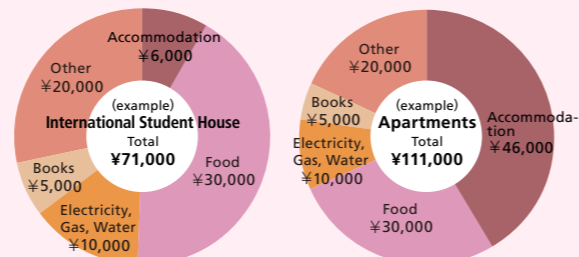 Accommodation
¥6,000
Other
¥20,000
(example)
International Student House
Total
¥71,000
Food
¥30,000
Books
¥5,000
Electricity,
Gas, Water
¥10,000
Other
¥20,000
Books
¥5,000
(example)
Apartments
Total
¥111,000
Accommoda-
tion
¥46,000
Electricity,
Gas, Water
¥10,000
Food
¥30,000